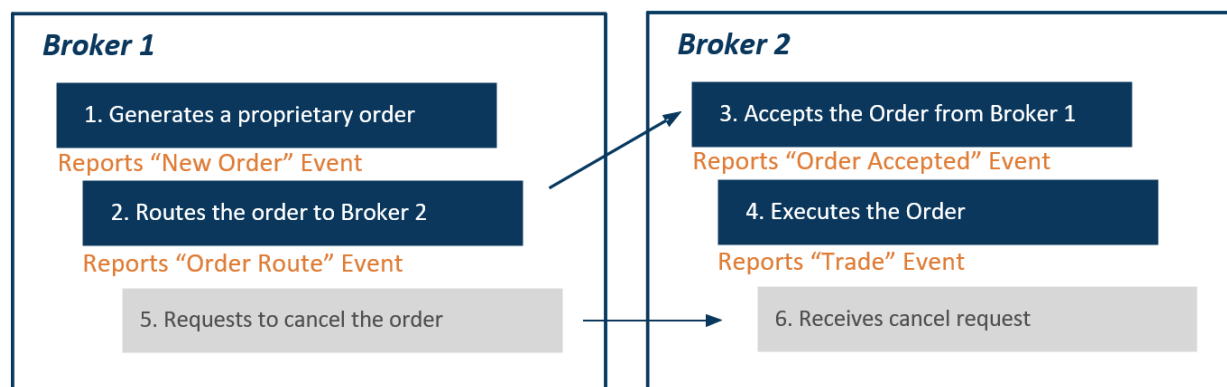 Broker 1
1. Generates a proprietary order
Reports “New Order” Event
2. Routes the order to Broker 2
Reports “Order Route” Event
5. Requests to cancel the order
Broker 2
3. Accepts the Order from Broker 1
Reports “Order Accepted” Event
4. Executes the Order
Reports “Trade” Event
6. Receives cancel request